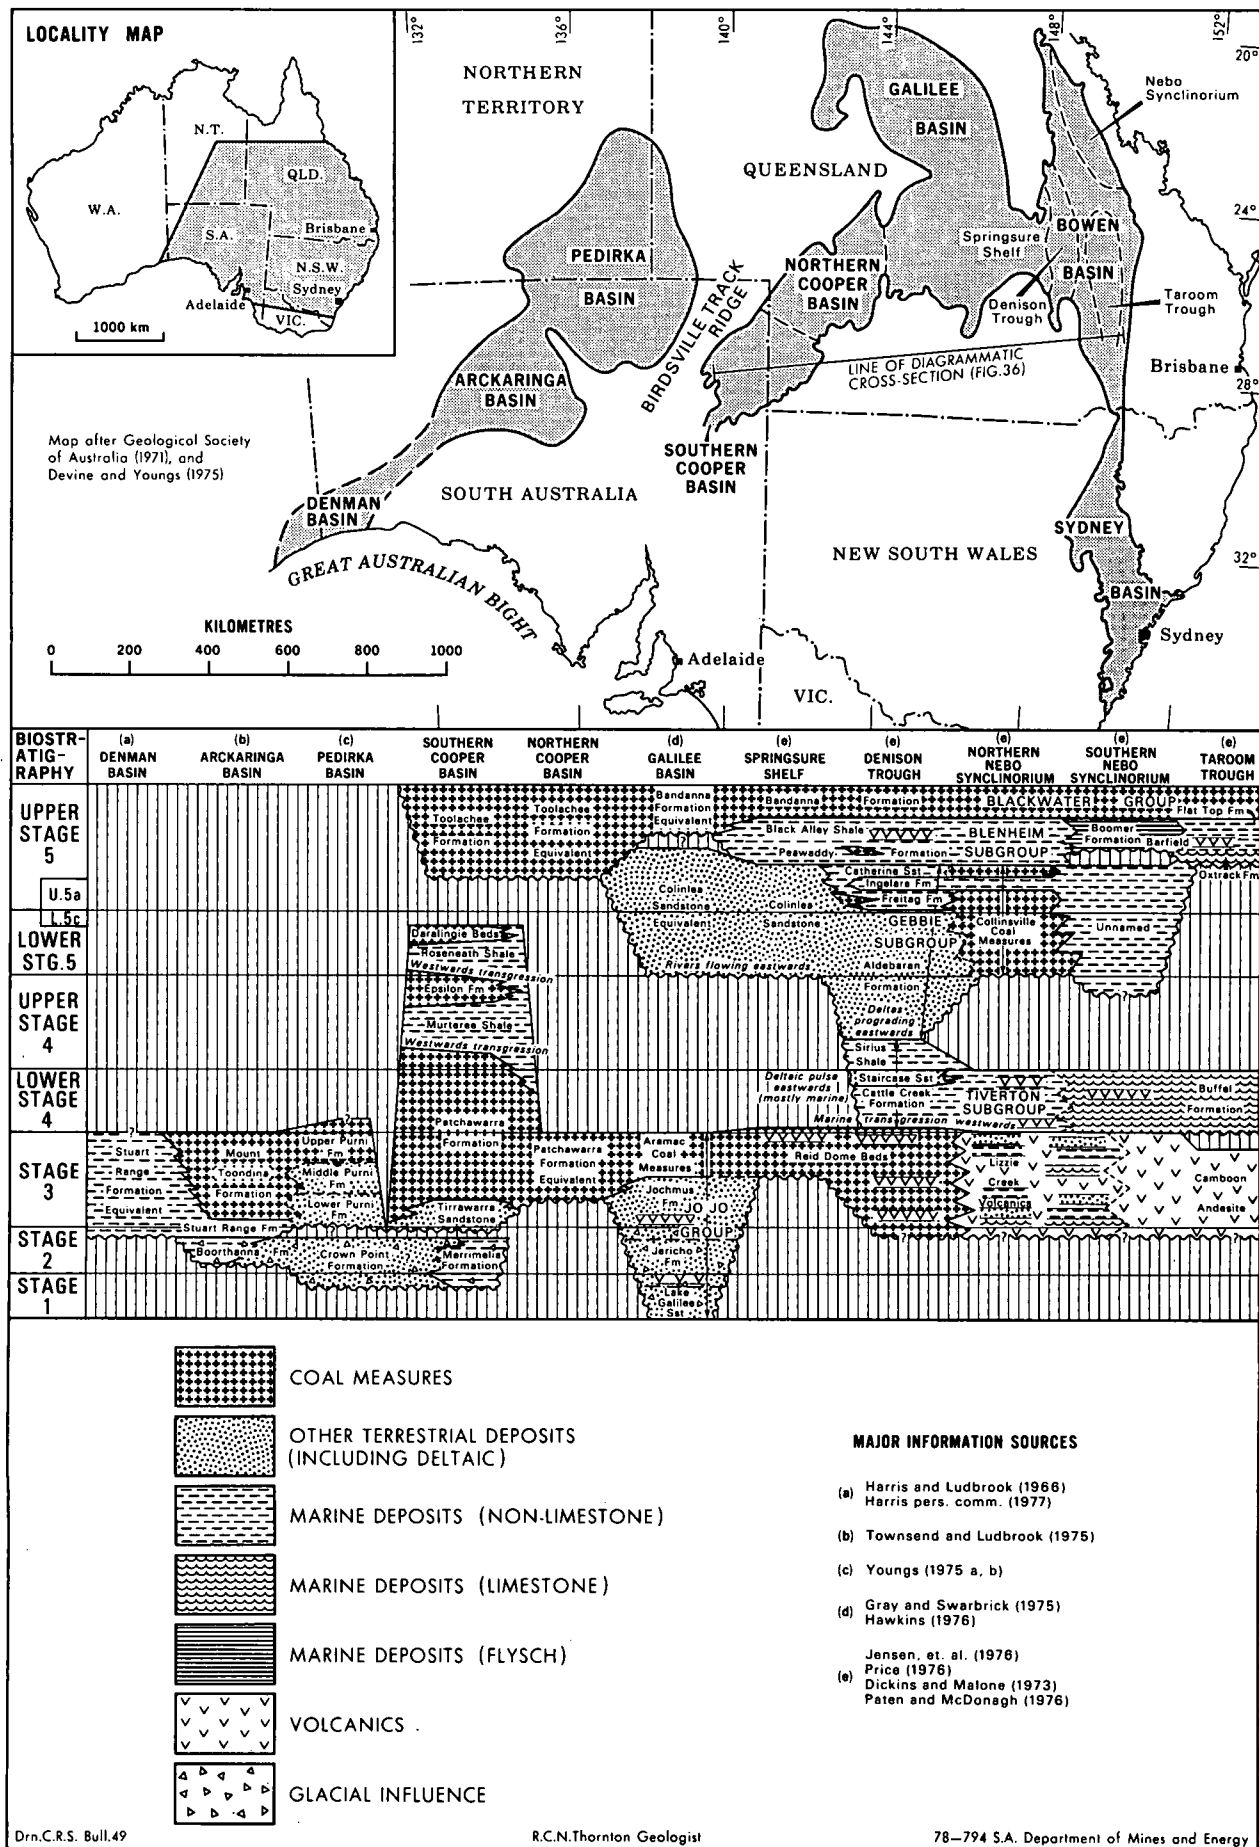 LOCALITY MAP
N.T.
QLD.
W.A.
S.A.
Brisbane
N.S.W.
Sydney
Adelaide
VIC.
1000 km
132°
136°
140°
144°
148°
152°
20°
24°
28°
32°
NORTHERN
TERRITORY
GALILEE
BASIN
Nebo
Synclinorium
QUEENSLAND
PEDIRKA
BASIN
Springsure
Shelf
BOWEN
BASIN
NORTHERN
COOPER
BASIN
Denison
Trough
Taroom
Trough
BIRDSVILLE TRACK
RIDGE
LINE OF DIAGRAMMATIC
CROSS-SECTION (FIG.36)
Brisbane
ARCKARINGA
BASIN
Map after Geological Society
of Australia (1971), and
Devine and Youngs (1975)
SOUTHERN
COOPER
BASIN
SOUTH AUSTRALIA
DENMAN
BASIN
SYDNEY
BASIN
NEW SOUTH WALES
GREAT AUSTRALIAN BIGHT
Sydney
KILOMETRES
0 200 400 600 800 1000
Adelaide
VIC.
BIOSTR-
ATIG-
RAPHY
(a)
DENMAN
BASIN
(b)
ARCKARINGA
BASIN
(c)
PEDIRKA
BASIN
SOUTHERN
COOPER
BASIN
NORTHERN
COOPER
BASIN
(d)
GALILEE
BASIN
(e)
SPRINGSURE
SHELF
(e)
DENISON
TROUGH
(e)
NORTHERN
NEBO
SYNCLINORIUM
(e)
SOUTHERN
NEBO
SYNCLINORIUM
(e)
TAROOM
TROUGH
UPPER
STAGE
5
U.5a
L.5c
LOWER
STG.5
UPPER
STAGE
4
LOWER
STAGE
4
STAGE
3
STAGE
2
STAGE
1
Toolachee
Formation
Toolachee
Formation
Equivalent
Bandanna
Formation
Equivalent
Bandanna Formation
BLACKWATER GROUP
Flat Top Fm
Black Alley Shale
BLENHEIM
SUBGROUP
Boomer
Formation
Barfield
Peawaddy Formation
Oxtrack Fm
?
Catherine Sst
Ingelara Fm
Freitag Fm
Colinlea
Sandstone
Equivalent
Colinlea
Sandstone
GEBBIE
SUBGROUP
Collinsville
Coal
Measures
Unnamed
Daralingie Beds
Roseneath Shale
Westwards transgression
Rivers flowing eastwards
Aldebaran
Formation
Epsilon Fm
Deltas
prograding
eastwards
?
Murteree Shale
Westwards transgression
Sirius
Shale
Deltaic pulse
eastwards
(mostly marine)
Staircase Sst
Cattle Creek
Formation
TIVERTON
SUBGROUP
Buffel
Formation
Marine transgression westwards
?
?
Stuart
Range
Formation
Equivalent
Mount
Toondina
Formation
Upper Purni
Fm
Middle Purni
Fm
Lower Purni
Fm
Patchawarra
Formation
Patchawarra
Formation
Equivalent
Aramac
Coal
Measures
Reid Dome Beds
Lizzie
Creek
Volcanics
Camboon
Andesite
Jochmus
Fm
JO JO
GROUP
Tirrawarra
Sandstone
Stuart Range Fm
?
?
?
?
?
Boorthanna Fm
Crown Point
Formation
?
Merrimelia
Formation
Jericho
Fm
Lake
Galilee
Sst
COAL MEASURES
OTHER TERRESTRIAL DEPOSITS
(INCLUDING DELTAIC)
MARINE DEPOSITS (NON-LIMESTONE)
MARINE DEPOSITS (LIMESTONE)
MARINE DEPOSITS (FLYSCH)
VOLCANICS .
GLACIAL INFLUENCE
MAJOR INFORMATION SOURCES
(a) Harris and Ludbrook (1966)
Harris pers. comm. (1977)
(b) Townsend and Ludbrook (1975)
(c) Youngs (1975 a, b)
(d) Gray and Swarbrick (1975)
Hawkins (1976)
(e) Jensen, et. al. (1976)
Price (1976)
Dickins and Malone (1973)
Paten and McDonagh (1976)
Drn.C.R.S. Bull.49
R.C.N.Thornton Geologist
78–794 S.A. Department of Mines and Energy